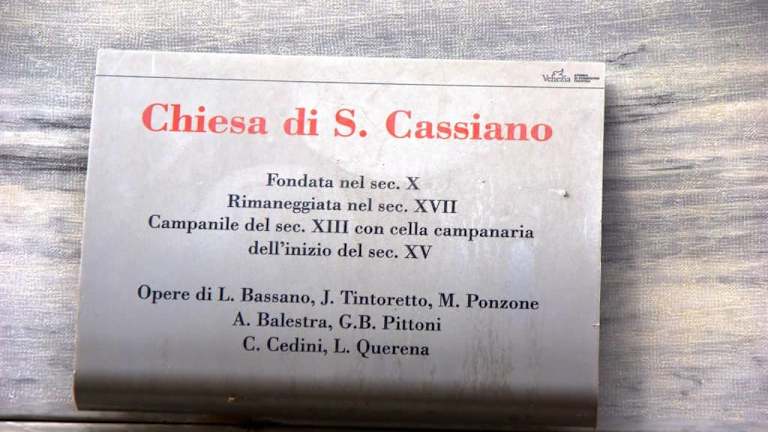 Venezia
Chiesa di S. Cassiano
Fondata nel sec. X
Rimaneggiata nel sec. XVII
Campanile del sec. XIII con cella campanaria
dell'inizio del sec. XV
Opere di L. Bassano, J. Tintoretto, M. Ponzone
A. Balestra, G.B. Pittoni
C. Cedini, L. Querena